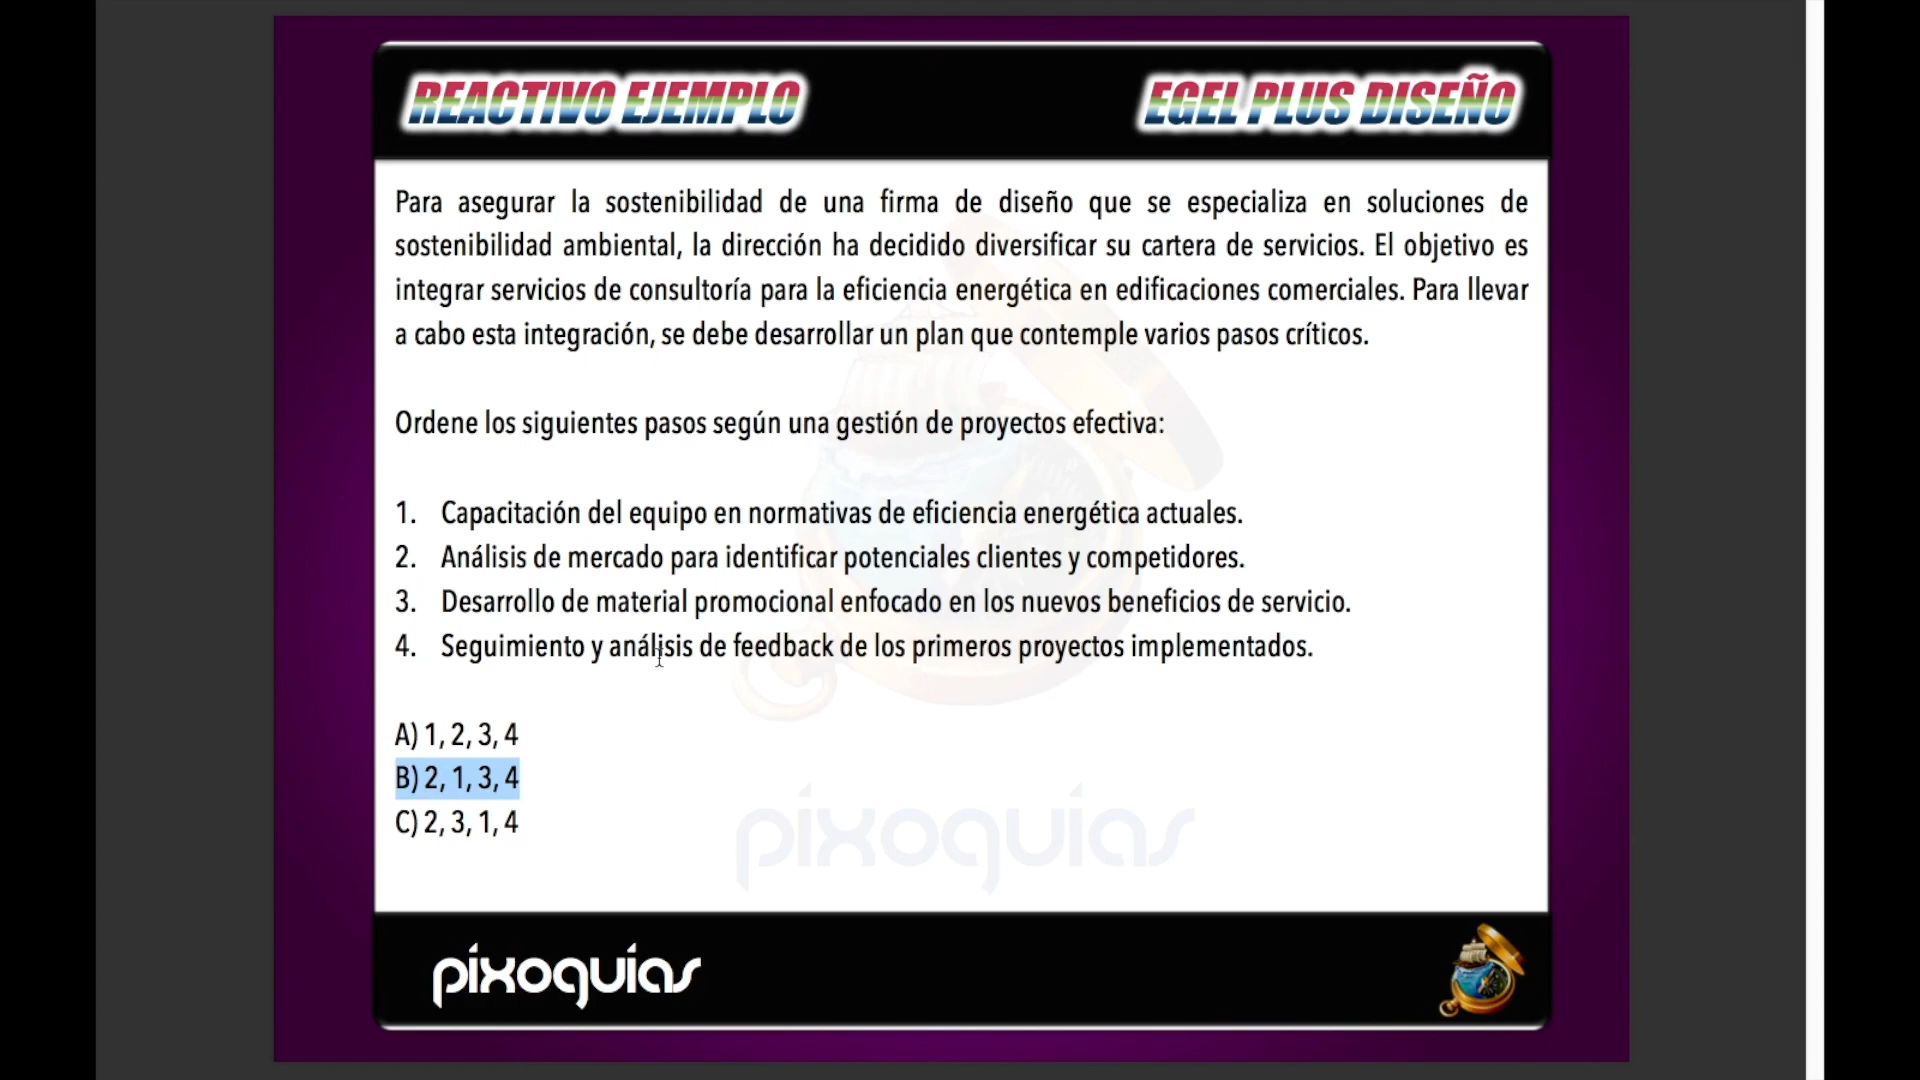 REACTIVO EJEMPLO
EGEL PLUS DISEÑO
Para asegurar la sostenibilidad de una firma de diseño que se especializa en soluciones de
sostenibilidad ambiental, la dirección ha decidido diversificar su cartera de servicios. El objetivo es
integrar servicios de consultoría para la eficiencia energética en edificaciones comerciales. Para llevar
a cabo esta integración, se debe desarrollar un plan que contemple varios pasos críticos.
Ordene los siguientes pasos según una gestión de proyectos efectiva:
1. Capacitación del equipo en normativas de eficiencia energética actuales.
2. Análisis de mercado para identificar potenciales clientes y competidores.
3. Desarrollo de material promocional enfocado en los nuevos beneficios de servicio.
4. Seguimiento y análisis de feedback de los primeros proyectos implementados.
A) 1, 2, 3, 4
B) 2, 1, 3, 4
C) 2, 3, 1, 4
pixoguías
pixoguías